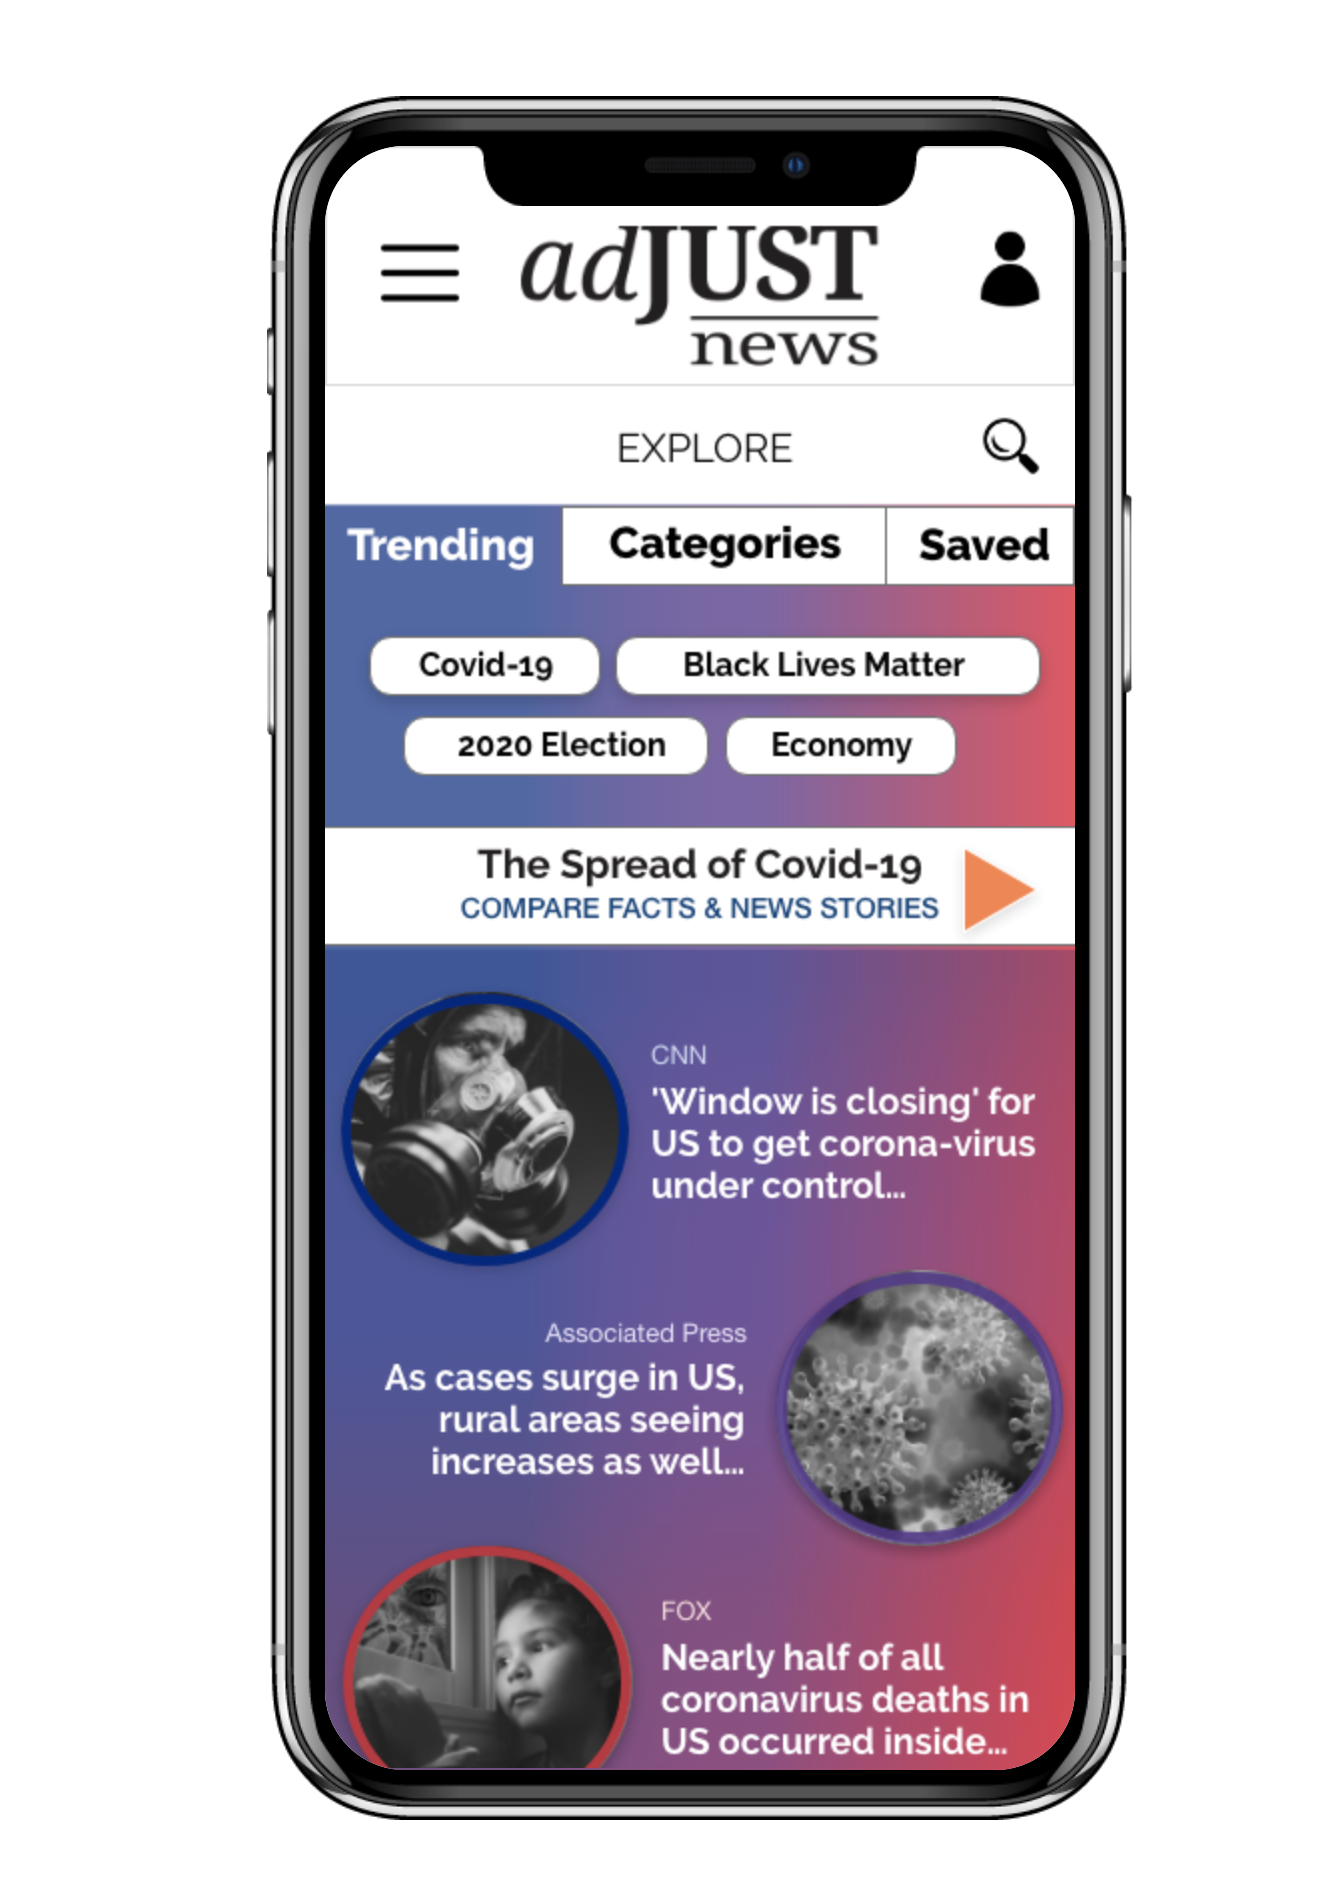 adJUST
news
EXPLORE
Trending
Categories
Saved
Covid-19
Black Lives Matter
2020 Election
Economy
The Spread of Covid-19
COMPARE FACTS & NEWS STORIES
CNN
'Window is closing' for
US to get corona-virus
under control...
Associated Press
As cases surge in US,
rural areas seeing
increases as well...
FOX
Nearly half of all
coronavirus deaths in
US occurred inside...